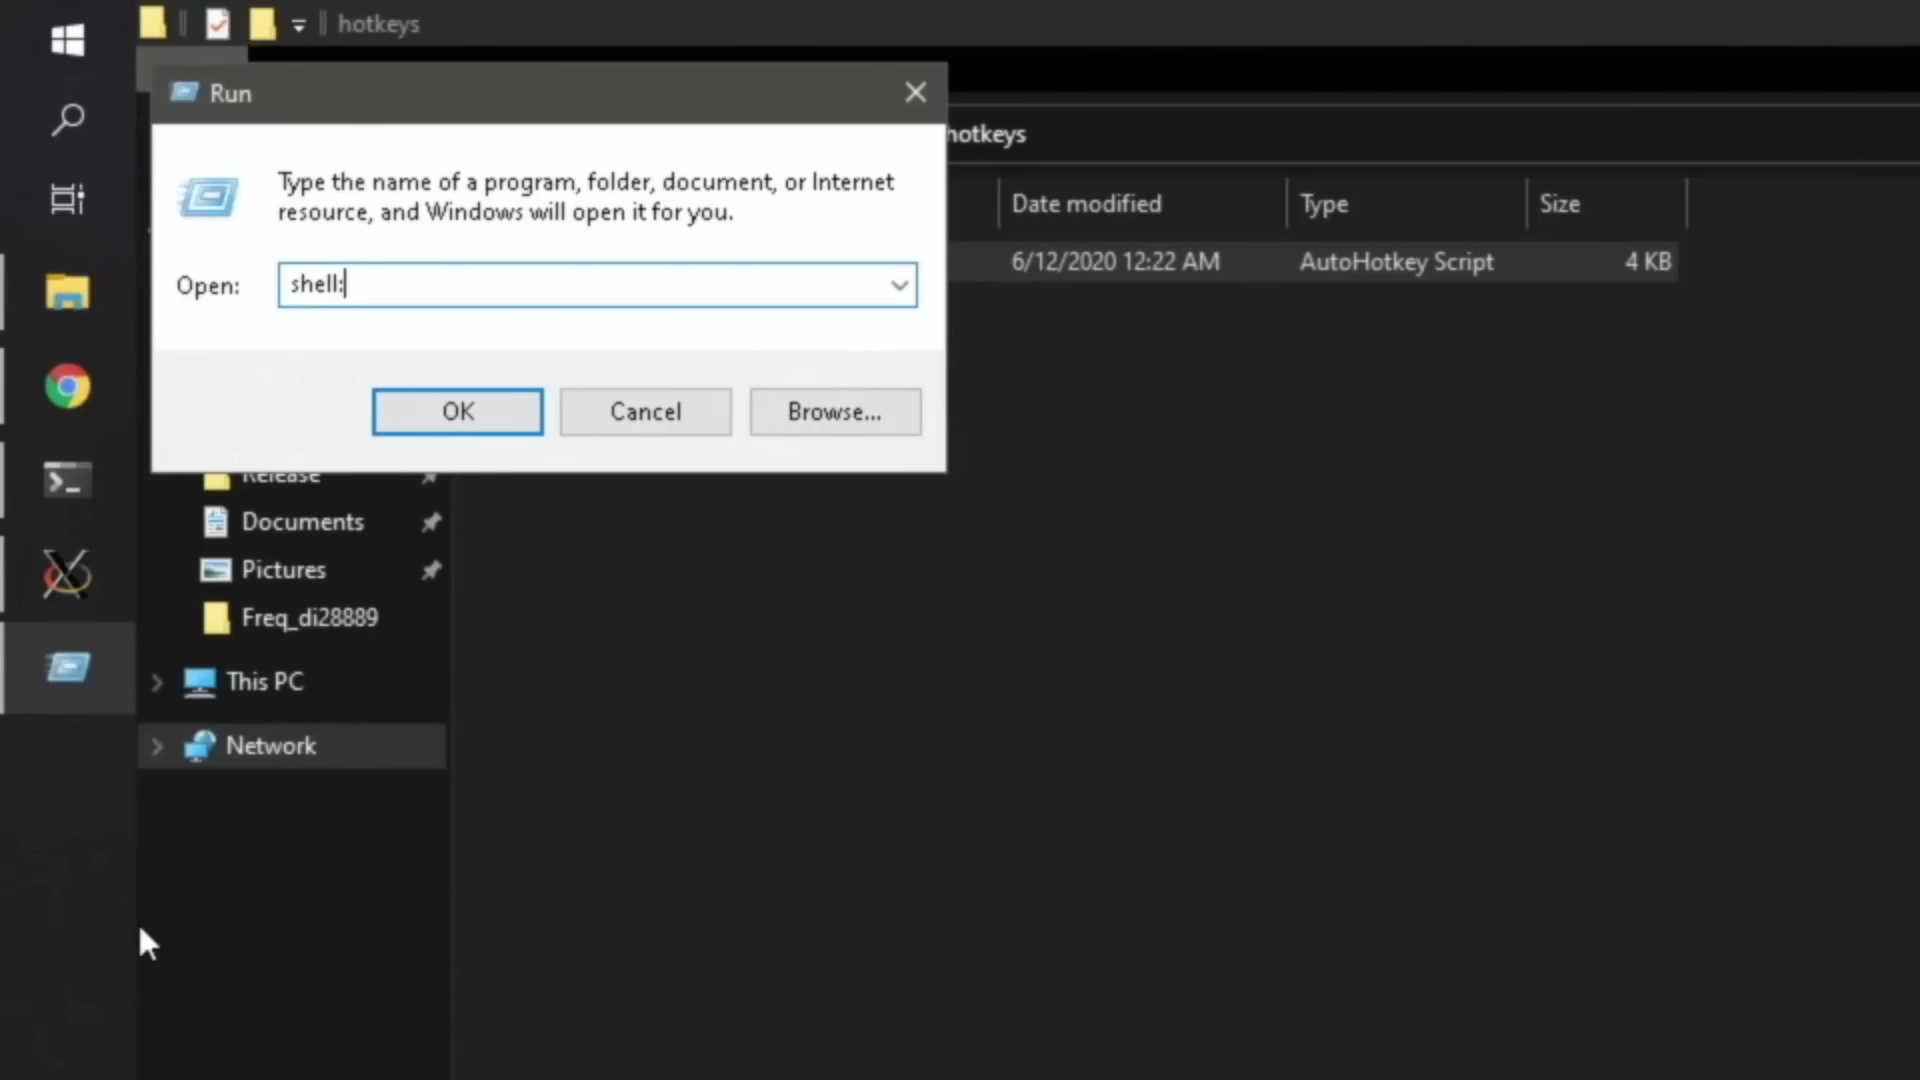 hotkeys
Run
hotkeys
Type the name of a program, folder, document, or Internet
resource, and Windows will open it for you.
Date modified Type Size
6/12/2020 12:22 AM AutoHotkey Script 4 KB
Open: shell:
OK Cancel Browse...
Release
Documents
Pictures
Freq_di28889
This PC
Network